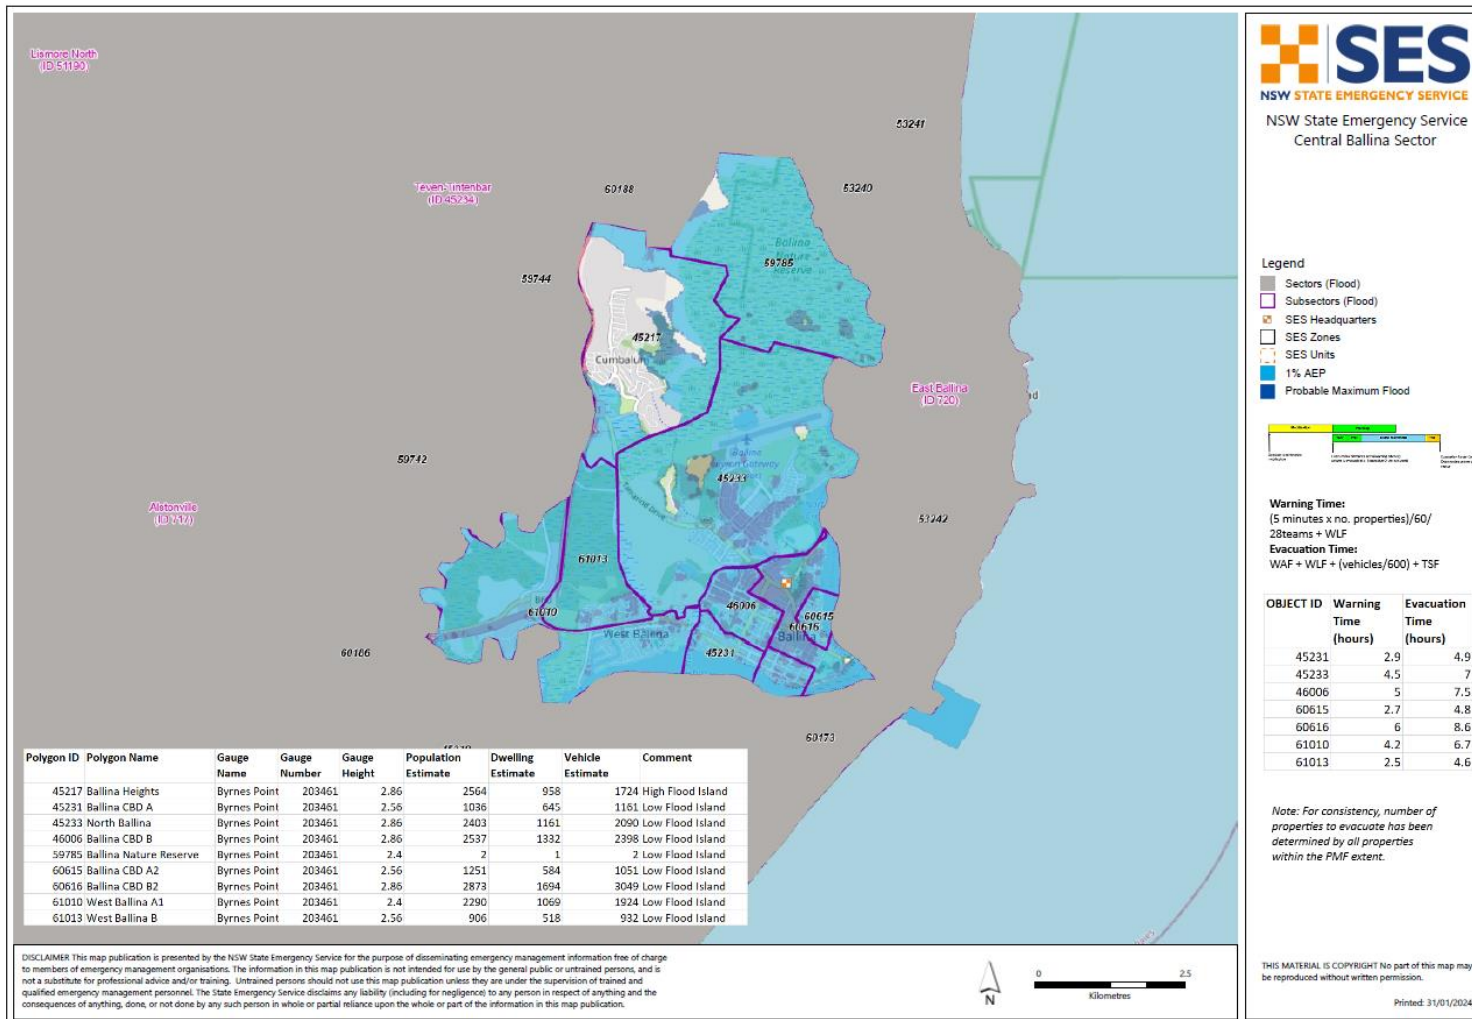 SES
NSW STATE EMERGENCY SERVICE
NSW State Emergency Service
Central Ballina Sector
Lismore North
(ID 51190)
53241
Teven-Tintenbar
(ID 45234)
60188
53240
Ballina
Nature
Reserve
59785
59744
45217
Cumbalum
East Ballina
(ID 720)
59742
Ballina
Byron Gateway
45233
Tamarind Drive
Alstonville
(ID 717)
53242
61013
61010
46006
60615
60616
West Ballina
Ballina
45231
60166
60173
Legend
Sectors (Flood)
Subsectors (Flood)
SES Headquarters
SES Zones
SES Units
1% AEP
Probable Maximum Flood
Warning Time:
(5 minutes x no. properties)/60/
28teams + WLF
Evacuation Time:
WAF + WLF + (vehicles/600) + TSF
OBJECT ID Warning Evacuation
Time Time
(hours) (hours)
45231 2.9 4.9
45233 4.5 7
46006 5 7.5
60615 2.7 4.8
60616 6 8.6
61010 4.2 6.7
61013 2.5 4.6
Note: For consistency, number of
properties to evacuate has been
determined by all properties
within the PMF extent.
Polygon ID Polygon Name Gauge Gauge Gauge Population Dwelling Vehicle Comment
Name Number Height Estimate Estimate Estimate
45217 Ballina Heights Byrnes Point 203461 2.86 2564 958 1724 High Flood Island
45231 Ballina CBD A Byrnes Point 203461 2.56 1036 645 1161 Low Flood Island
45233 North Ballina Byrnes Point 203461 2.86 2403 1161 2090 Low Flood Island
46006 Ballina CBD B Byrnes Point 203461 2.86 2537 1332 2398 Low Flood Island
59785 Ballina Nature Reserve Byrnes Point 203461 2.4 2 1 2 Low Flood Island
60615 Ballina CBD A2 Byrnes Point 203461 2.56 1251 584 1051 Low Flood Island
60616 Ballina CBD B2 Byrnes Point 203461 2.86 2873 1694 3049 Low Flood Island
61010 West Ballina A1 Byrnes Point 203461 2.4 2290 1069 1924 Low Flood Island
61013 West Ballina B Byrnes Point 203461 2.56 906 518 932 Low Flood Island
DISCLAIMER This map publication is presented by the NSW State Emergency Service for the purpose of disseminating emergency management information free of charge
to members of emergency management organisations. The information in this map publication is not intended for use by the general public or untrained persons, and is
not a substitute for professional advice and/or training. Untrained persons should not use this map publication unless they are under the supervision of trained and
qualified emergency management personnel. The State Emergency Service disclaims any liability (including for negligence) to any person in respect of anything and the
consequences of anything, done, or not done by any such person in whole or partial reliance upon the whole or part of the information in this map publication.
N
0 2.5
Kilometres
THIS MATERIAL IS COPYRIGHT No part of this map may
be reproduced without written permission.
Printed: 31/01/2024